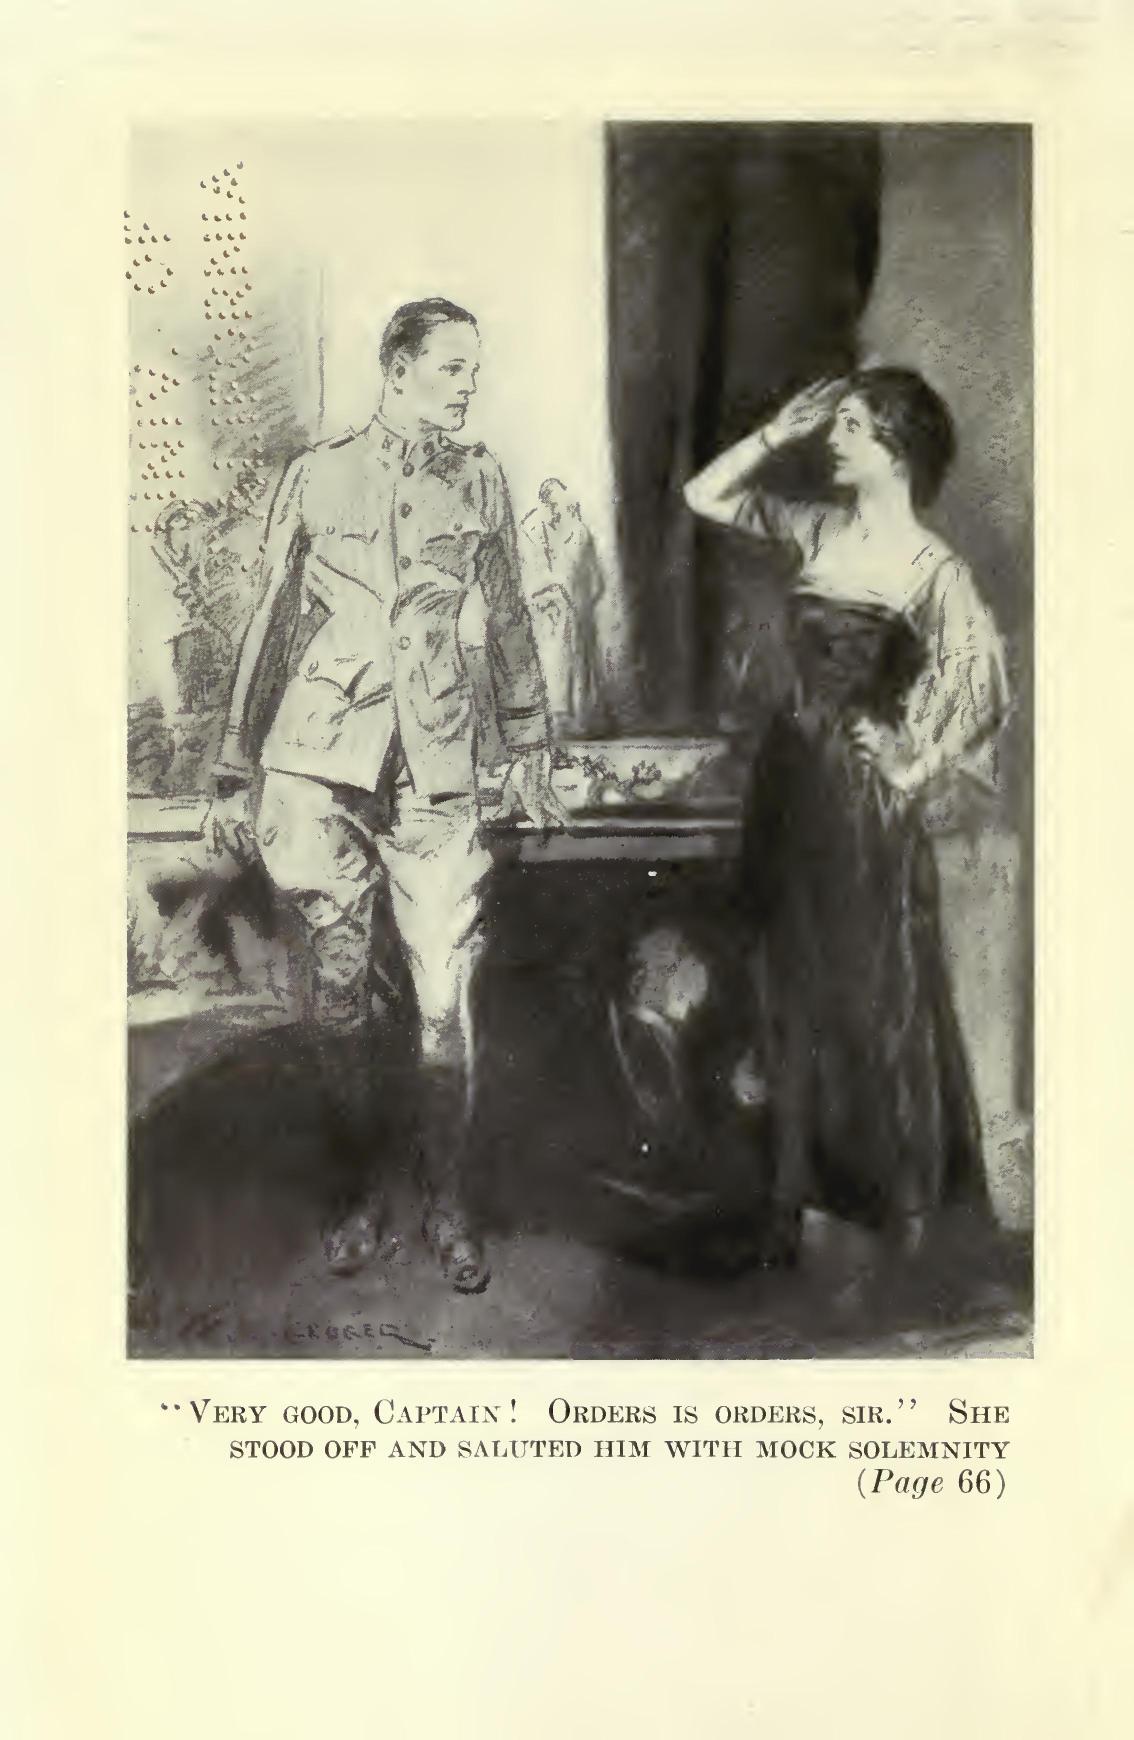 "Very good, Captain! Orders is orders, sir." She
stood off and saluted him with mock solemnity
(Page 66)